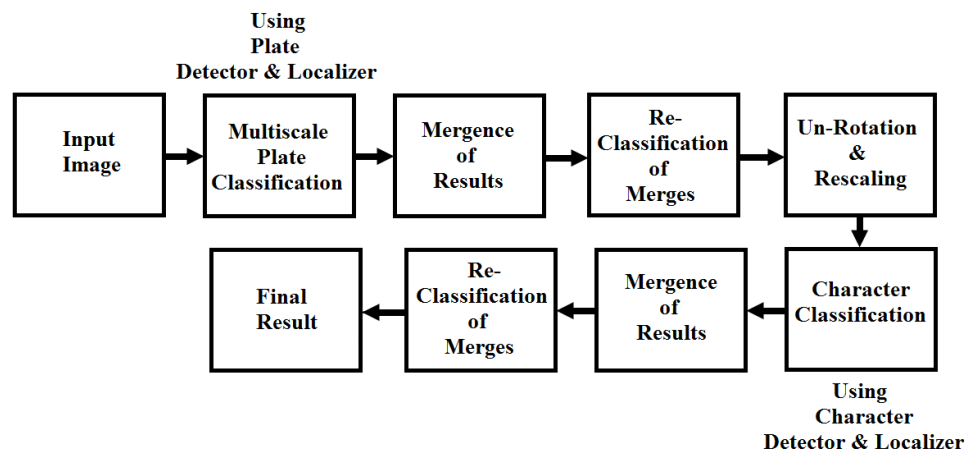 Using
Plate
Detector & Localizer
Input
Image
Multiscale
Plate
Classification
Mergence
of
Results
Re-
Classification
of
Merges
Un-Rotation
&
Rescaling
Final
Result
Re-
Classification
of
Merges
Mergence
of
Results
Character
Classification
Using
Character
Detector & Localizer